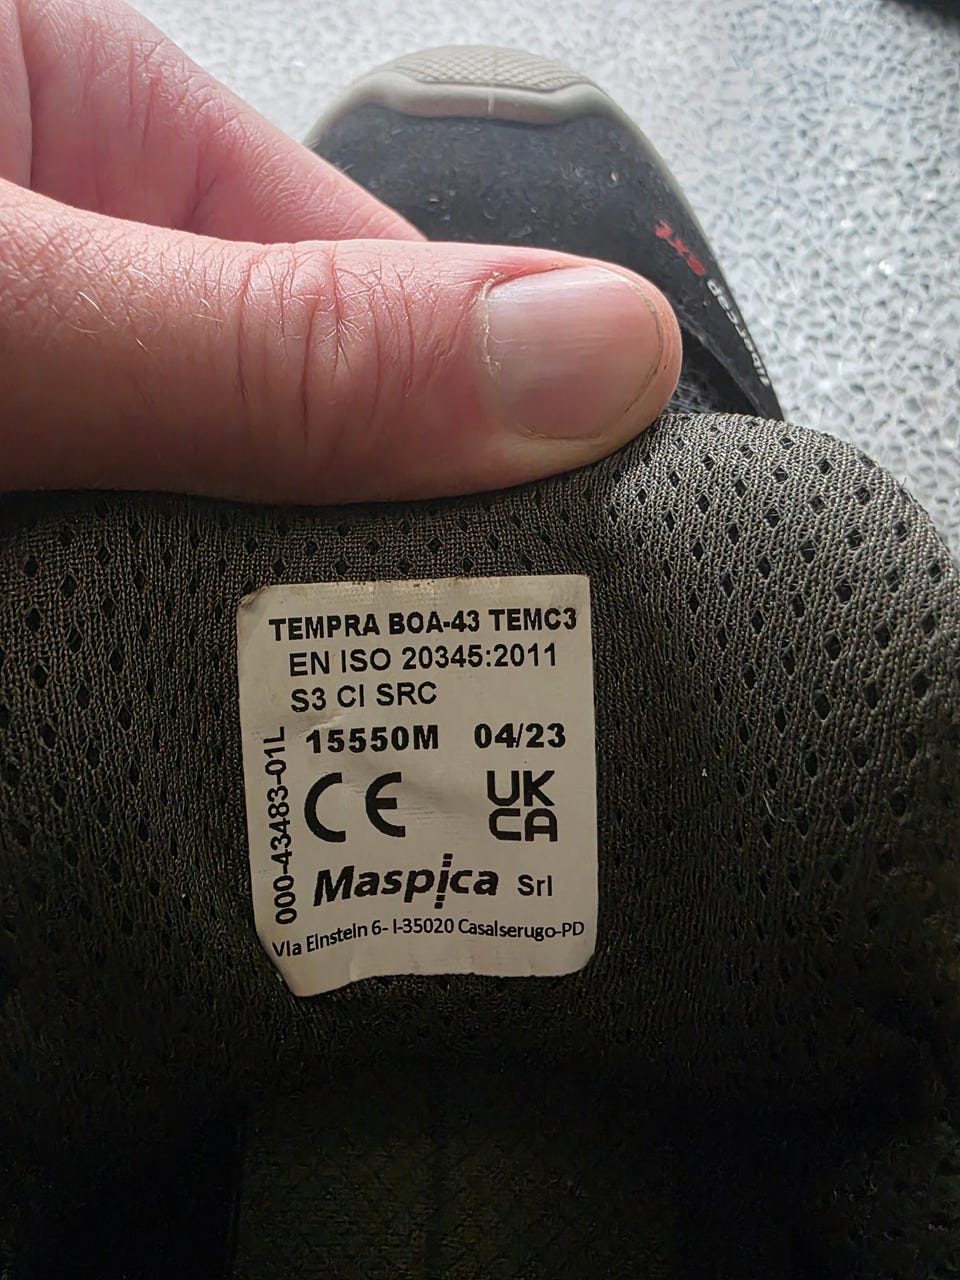 fibercap
TEMPRA BOA-43 TEMC3
EN ISO 20345:2011
S3 CI SRC
15550M 04/23
000-43483-01L
CE
UK
CA
Maspica Srl
Via Einstein 6- I-35020 Casalserugo-PD